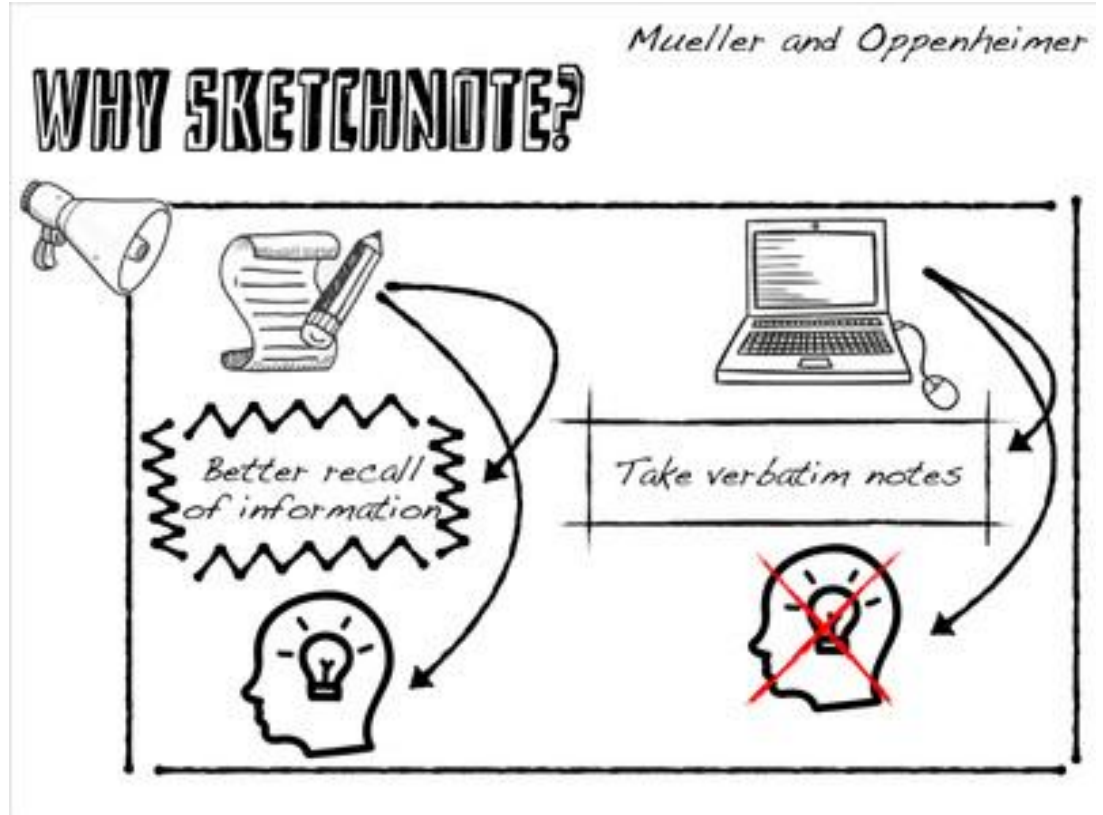 Mueller and Oppenheimer
WHY SKETCHNOTE?
Better recall
of information
Take verbatim notes